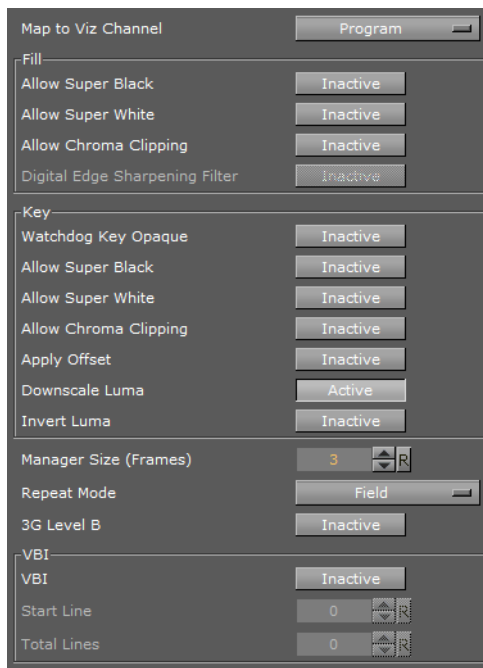 Map to Viz Channel Program
Fill
Allow Super Black Inactive
Allow Super White Inactive
Allow Chroma Clipping Inactive
Digital Edge Sharpening Filter Inactive
Key
Watchdog Key Opaque Inactive
Allow Super Black Inactive
Allow Super White Inactive
Allow Chroma Clipping Inactive
Apply Offset Inactive
Downscale Luma Active
Invert Luma Inactive
Manager Size (Frames) 3 R
Repeat Mode Field
3G Level B Inactive
VBI
VBI Inactive
Start Line 0 R
Total Lines 0 R